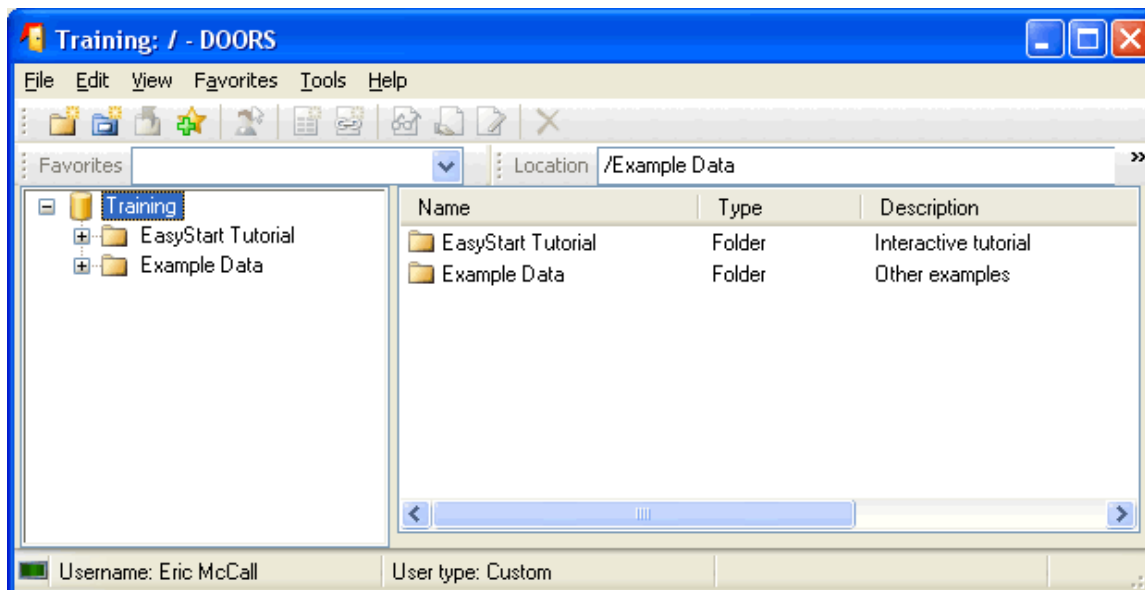 Training: / - DOORS
File Edit View Favorites Tools Help
Favorites Location /Example Data »
Training
EasyStart Tutorial
Example Data
Name Type Description
EasyStart Tutorial Folder Interactive tutorial
Example Data Folder Other examples
Username: Eric McCall User type: Custom